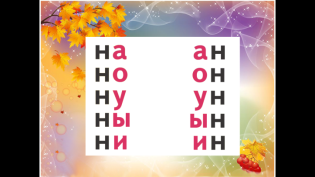 на ан
но он
ну ун
ны ын
ни ин